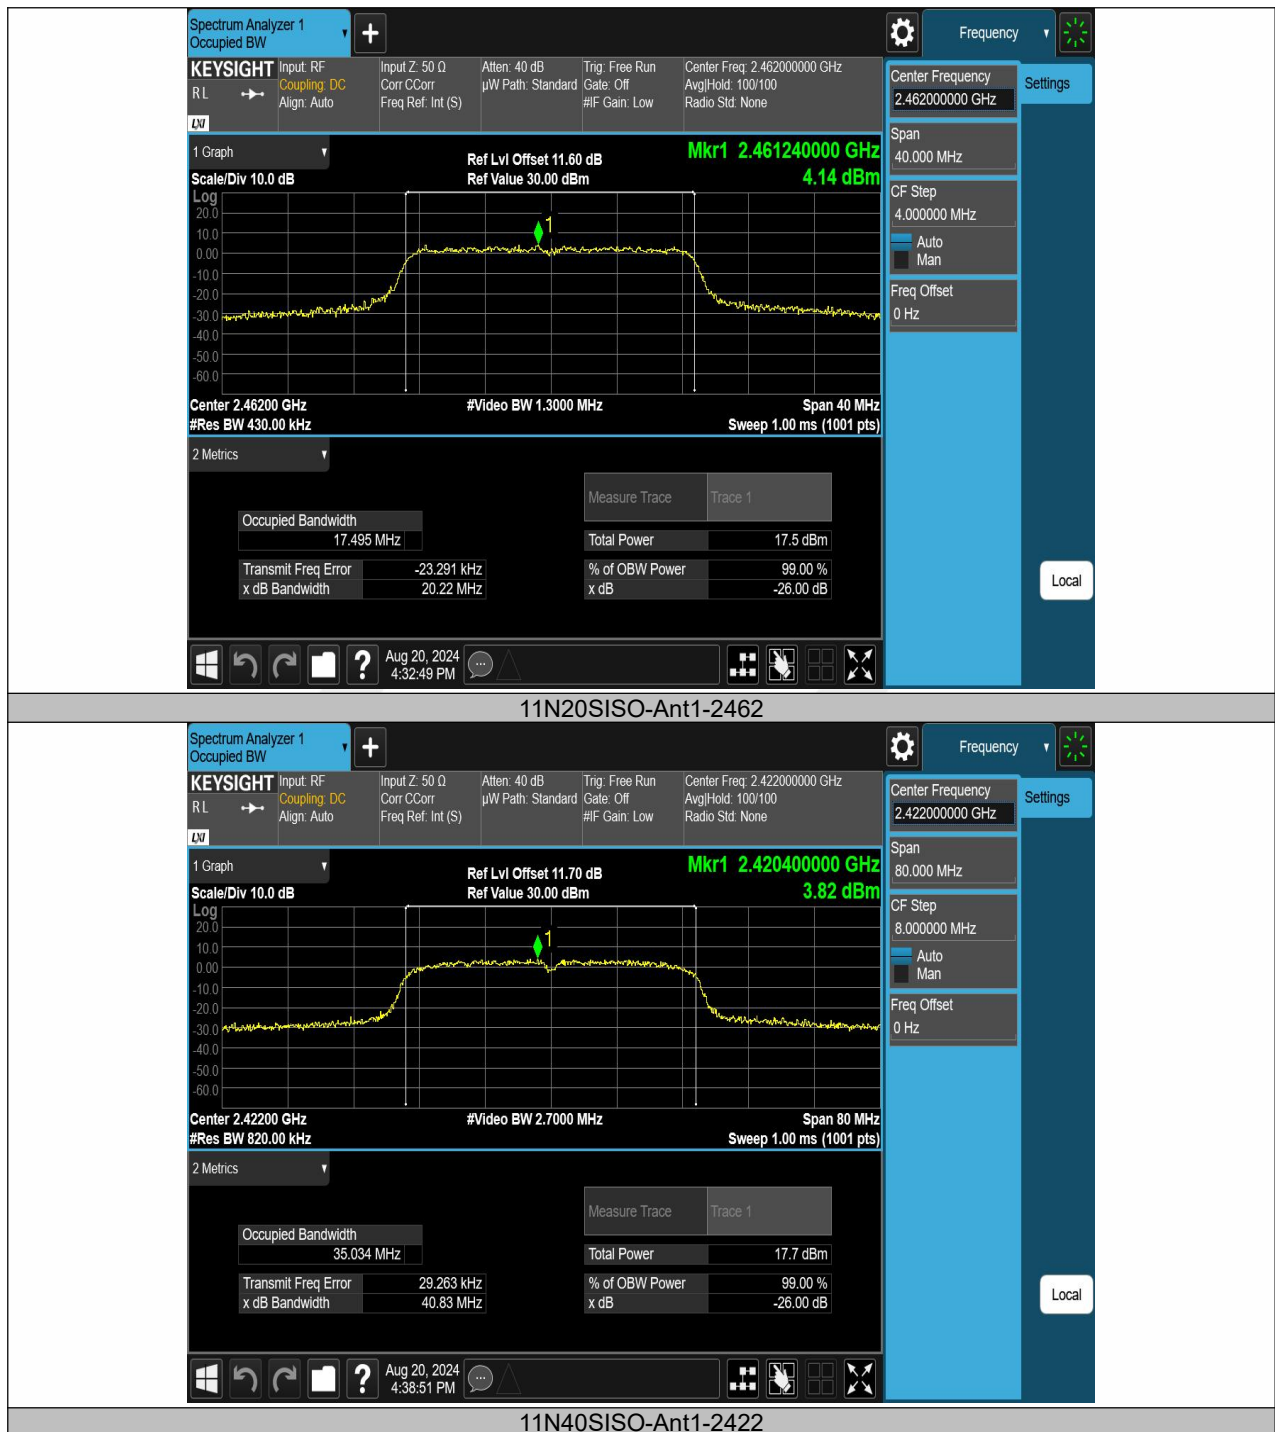 Spectrum Analyzer 1
Occupied BW
+
Frequency
KEYSIGHT
R L
LXI
Input: RF
Coupling: DC
Align: Auto
Input Z: 50 Ω
Corr CCorr
Freq Ref: Int (S)
Atten: 40 dB
µW Path: Standard
Trig: Free Run
Gate: Off
#IF Gain: Low
Center Freq: 2.462000000 GHz
Avg|Hold: 100/100
Radio Std: None
Center Frequency
2.462000000 GHz
Settings
Span
40.000 MHz
CF Step
4.000000 MHz
Auto
Man
Freq Offset
0 Hz
Local
1 Graph
Scale/Div 10.0 dB
Ref Lvl Offset 11.60 dB
Ref Value 30.00 dBm
Mkr1 2.461240000 GHz
4.14 dBm
Log
20.0
10.0
0.00
-10.0
-20.0
-30.0
-40.0
-50.0
-60.0
1
Center 2.46200 GHz
#Video BW 1.3000 MHz
Span 40 MHz
#Res BW 430.00 kHz
Sweep 1.00 ms (1001 pts)
2 Metrics
Measure Trace Trace 1
Occupied Bandwidth
17.495 MHz
Total Power 17.5 dBm
Transmit Freq Error -23.291 kHz
% of OBW Power 99.00 %
x dB Bandwidth 20.22 MHz
x dB -26.00 dB
?
Aug 20, 2024
4:32:49 PM
11N20SISO-Ant1-2462
Spectrum Analyzer 1
Occupied BW
+
Frequency
KEYSIGHT
R L
LXI
Input: RF
Coupling: DC
Align: Auto
Input Z: 50 Ω
Corr CCorr
Freq Ref: Int (S)
Atten: 40 dB
µW Path: Standard
Trig: Free Run
Gate: Off
#IF Gain: Low
Center Freq: 2.422000000 GHz
Avg|Hold: 100/100
Radio Std: None
Center Frequency
2.422000000 GHz
Settings
Span
80.000 MHz
CF Step
8.000000 MHz
Auto
Man
Freq Offset
0 Hz
Local
1 Graph
Scale/Div 10.0 dB
Ref Lvl Offset 11.70 dB
Ref Value 30.00 dBm
Mkr1 2.420400000 GHz
3.82 dBm
Log
20.0
10.0
0.00
-10.0
-20.0
-30.0
-40.0
-50.0
-60.0
1
Center 2.42200 GHz
#Video BW 2.7000 MHz
Span 80 MHz
#Res BW 820.00 kHz
Sweep 1.00 ms (1001 pts)
2 Metrics
Measure Trace Trace 1
Occupied Bandwidth
35.034 MHz
Total Power 17.7 dBm
Transmit Freq Error 29.263 kHz
% of OBW Power 99.00 %
x dB Bandwidth 40.83 MHz
x dB -26.00 dB
?
Aug 20, 2024
4:38:51 PM
11N40SISO-Ant1-2422